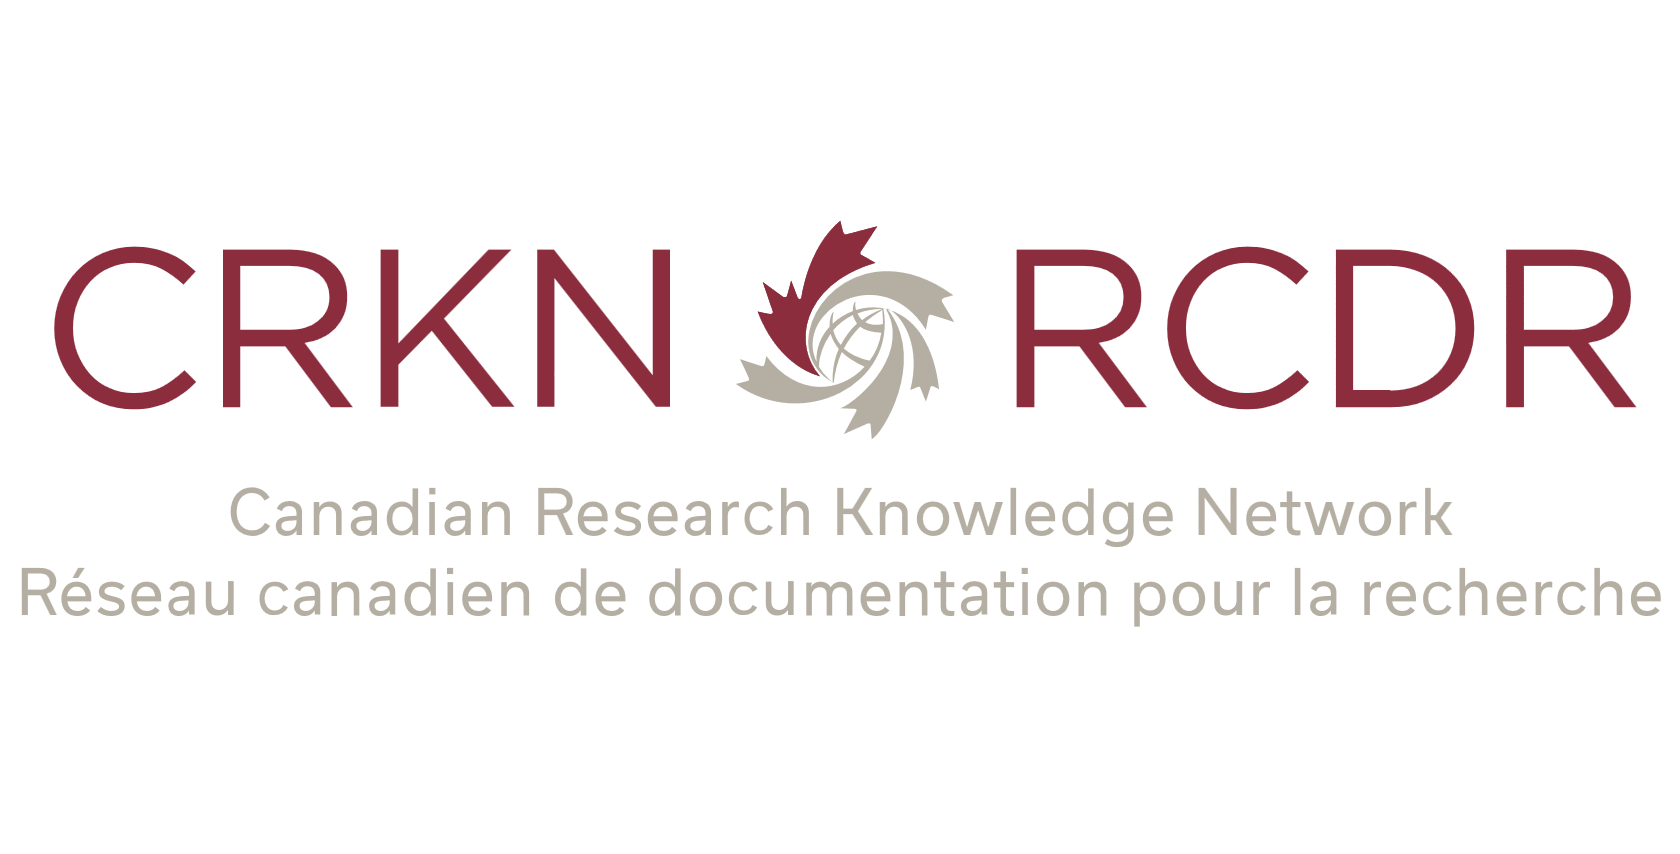 CRKN RCDR
Canadian Research Knowledge Network
Réseau canadien de documentation pour la recherche